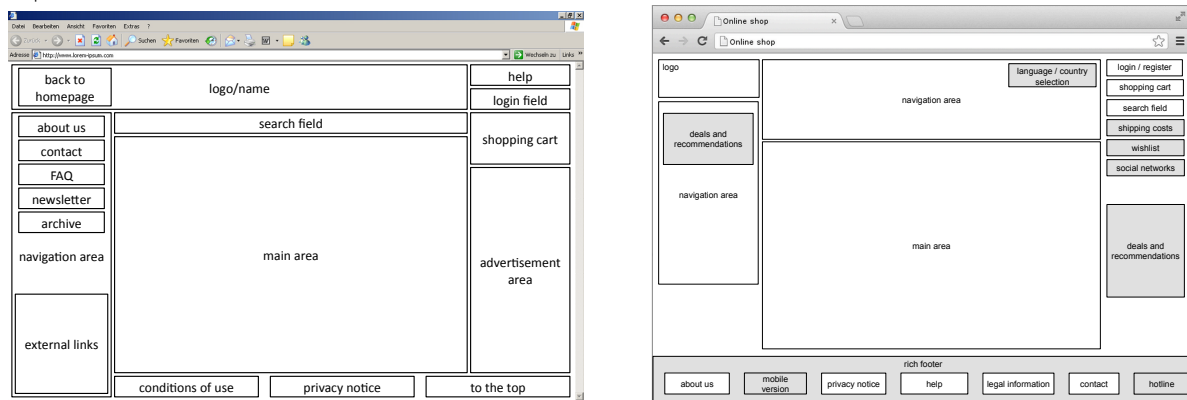 Datei Bearbeiten Ansicht Favoriten Extras ?
Zurück
Suchen
Favoriten
Adresse
http://www.lorem-ipsum.com
Wechseln zu
Links
back to
homepage
logo/name
help
login field
about us
contact
FAQ
newsletter
archive
navigation area
external links
search field
main area
shopping cart
advertisement
area
conditions of use
privacy notice
to the top
Online shop
Online shop
logo
deals and
recommendations
navigation area
navigation area
language / country
selection
main area
login / register
shopping cart
search field
shipping costs
wishlist
social networks
deals and
recommendations
rich footer
about us
mobile
version
privacy notice
help
legal information
contact
hotline